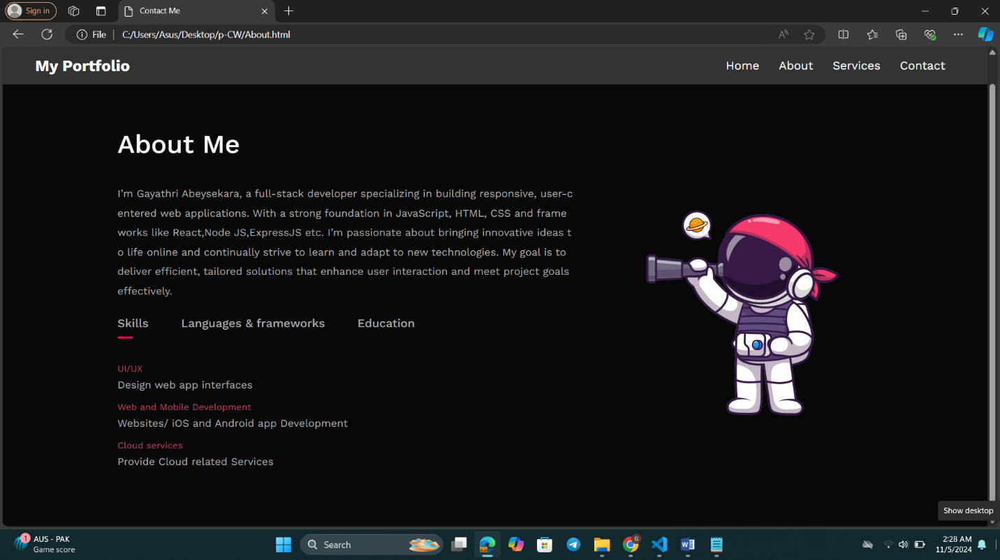 Sign in
Contact Me
File
C:/Users/Asus/Desktop/p-CW/About.html
My Portfolio
Home About Services Contact
About Me
I’m Gayathri Abeysekara, a full-stack developer specializing in building responsive, user-c
entered web applications. With a strong foundation in JavaScript, HTML, CSS and frame
works like React,Node JS,ExpressJS etc. I’m passionate about bringing innovative ideas t
o life online and continually strive to learn and adapt to new technologies. My goal is to
deliver efficient, tailored solutions that enhance user interaction and meet project goals
effectively.
Skills Languages & frameworks Education
UI/UX
Design web app interfaces
Web and Mobile Development
Websites/ iOS and Android app Development
Cloud services
Provide Cloud related Services
Show desktop
1
AUS - PAK
Game score
Search
G
2:28 AM
11/5/2024